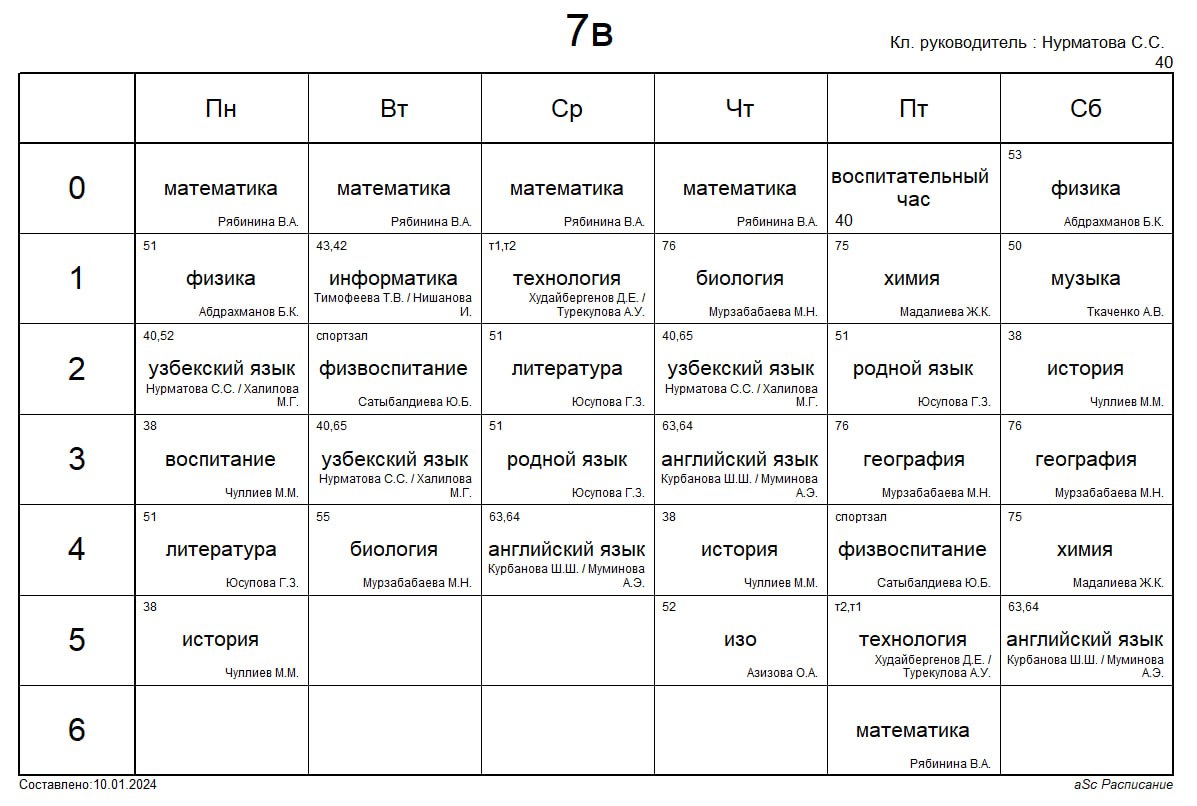 7в
Кл. руководитель : Нурматова С.С.
40
Пн Вт Ср Чт Пт Сб
0
математика
Рябинина В.А.
математика
Рябинина В.А.
математика
Рябинина В.А.
математика
Рябинина В.А.
воспитательный
час
40
53
физика
Абдрахманов Б.К.
1
51
физика
Абдрахманов Б.К.
43,42
информатика
Тимофеева Т.В. / Нишанова
И.
т1,т2
технология
Худайбергенов Д.Е. /
Турекулова А.У.
76
биология
Мурзабабаева М.Н.
75
химия
Мадалиева Ж.К.
50
музыка
Ткаченко А.В.
2
40,52
узбекский язык
Нурматова С.С. / Халилова
М.Г.
спортзал
физвоспитание
Сатыбалдиева Ю.Б.
51
литература
Юсупова Г.З.
40,65
узбекский язык
Нурматова С.С. / Халилова
М.Г.
51
родной язык
Юсупова Г.З.
38
история
Чуллиев М.М.
3
38
воспитание
Чуллиев М.М.
40,65
узбекский язык
Нурматова С.С. / Халилова
М.Г.
51
родной язык
Юсупова Г.З.
63,64
английский язык
Курбанова Ш.Ш. / Муминова
А.Э.
76
география
Мурзабабаева М.Н.
76
география
Мурзабабаева М.Н.
4
51
литература
Юсупова Г.З.
55
биология
Мурзабабаева М.Н.
63,64
английский язык
Курбанова Ш.Ш. / Муминова
А.Э.
38
история
Чуллиев М.М.
спортзал
физвоспитание
Сатыбалдиева Ю.Б.
75
химия
Мадалиева Ж.К.
5
38
история
Чуллиев М.М.
52
изо
Азизова О.А.
т2,т1
технология
Худайбергенов Д.Е. /
Турекулова А.У.
63,64
английский язык
Курбанова Ш.Ш. / Муминова
А.Э.
6
математика
Рябинина В.А.
Составлено:10.01.2024
aSc Расписание